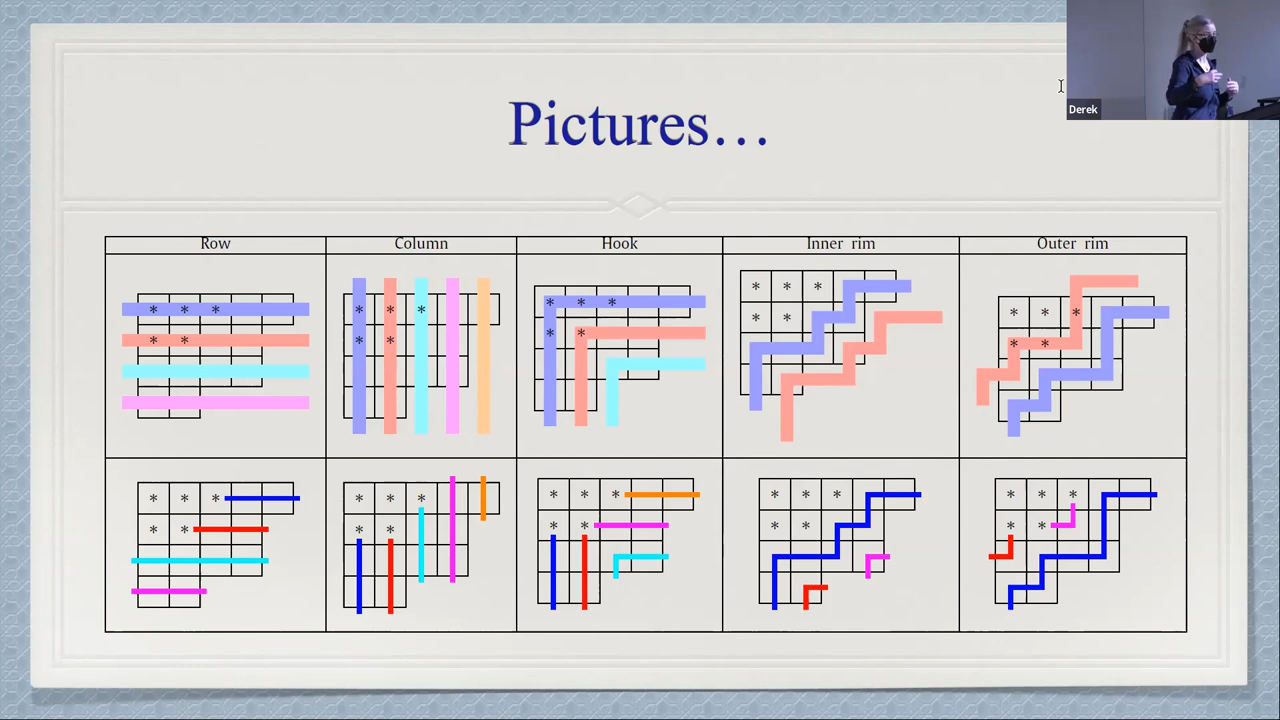 Derek
Pictures…
Row Column Hook Inner rim Outer rim
* * * * * * * * * * * * * * *
* * * * * * * * * *
* * * * * * * * * * * * * * *
* * * * * * * * * *